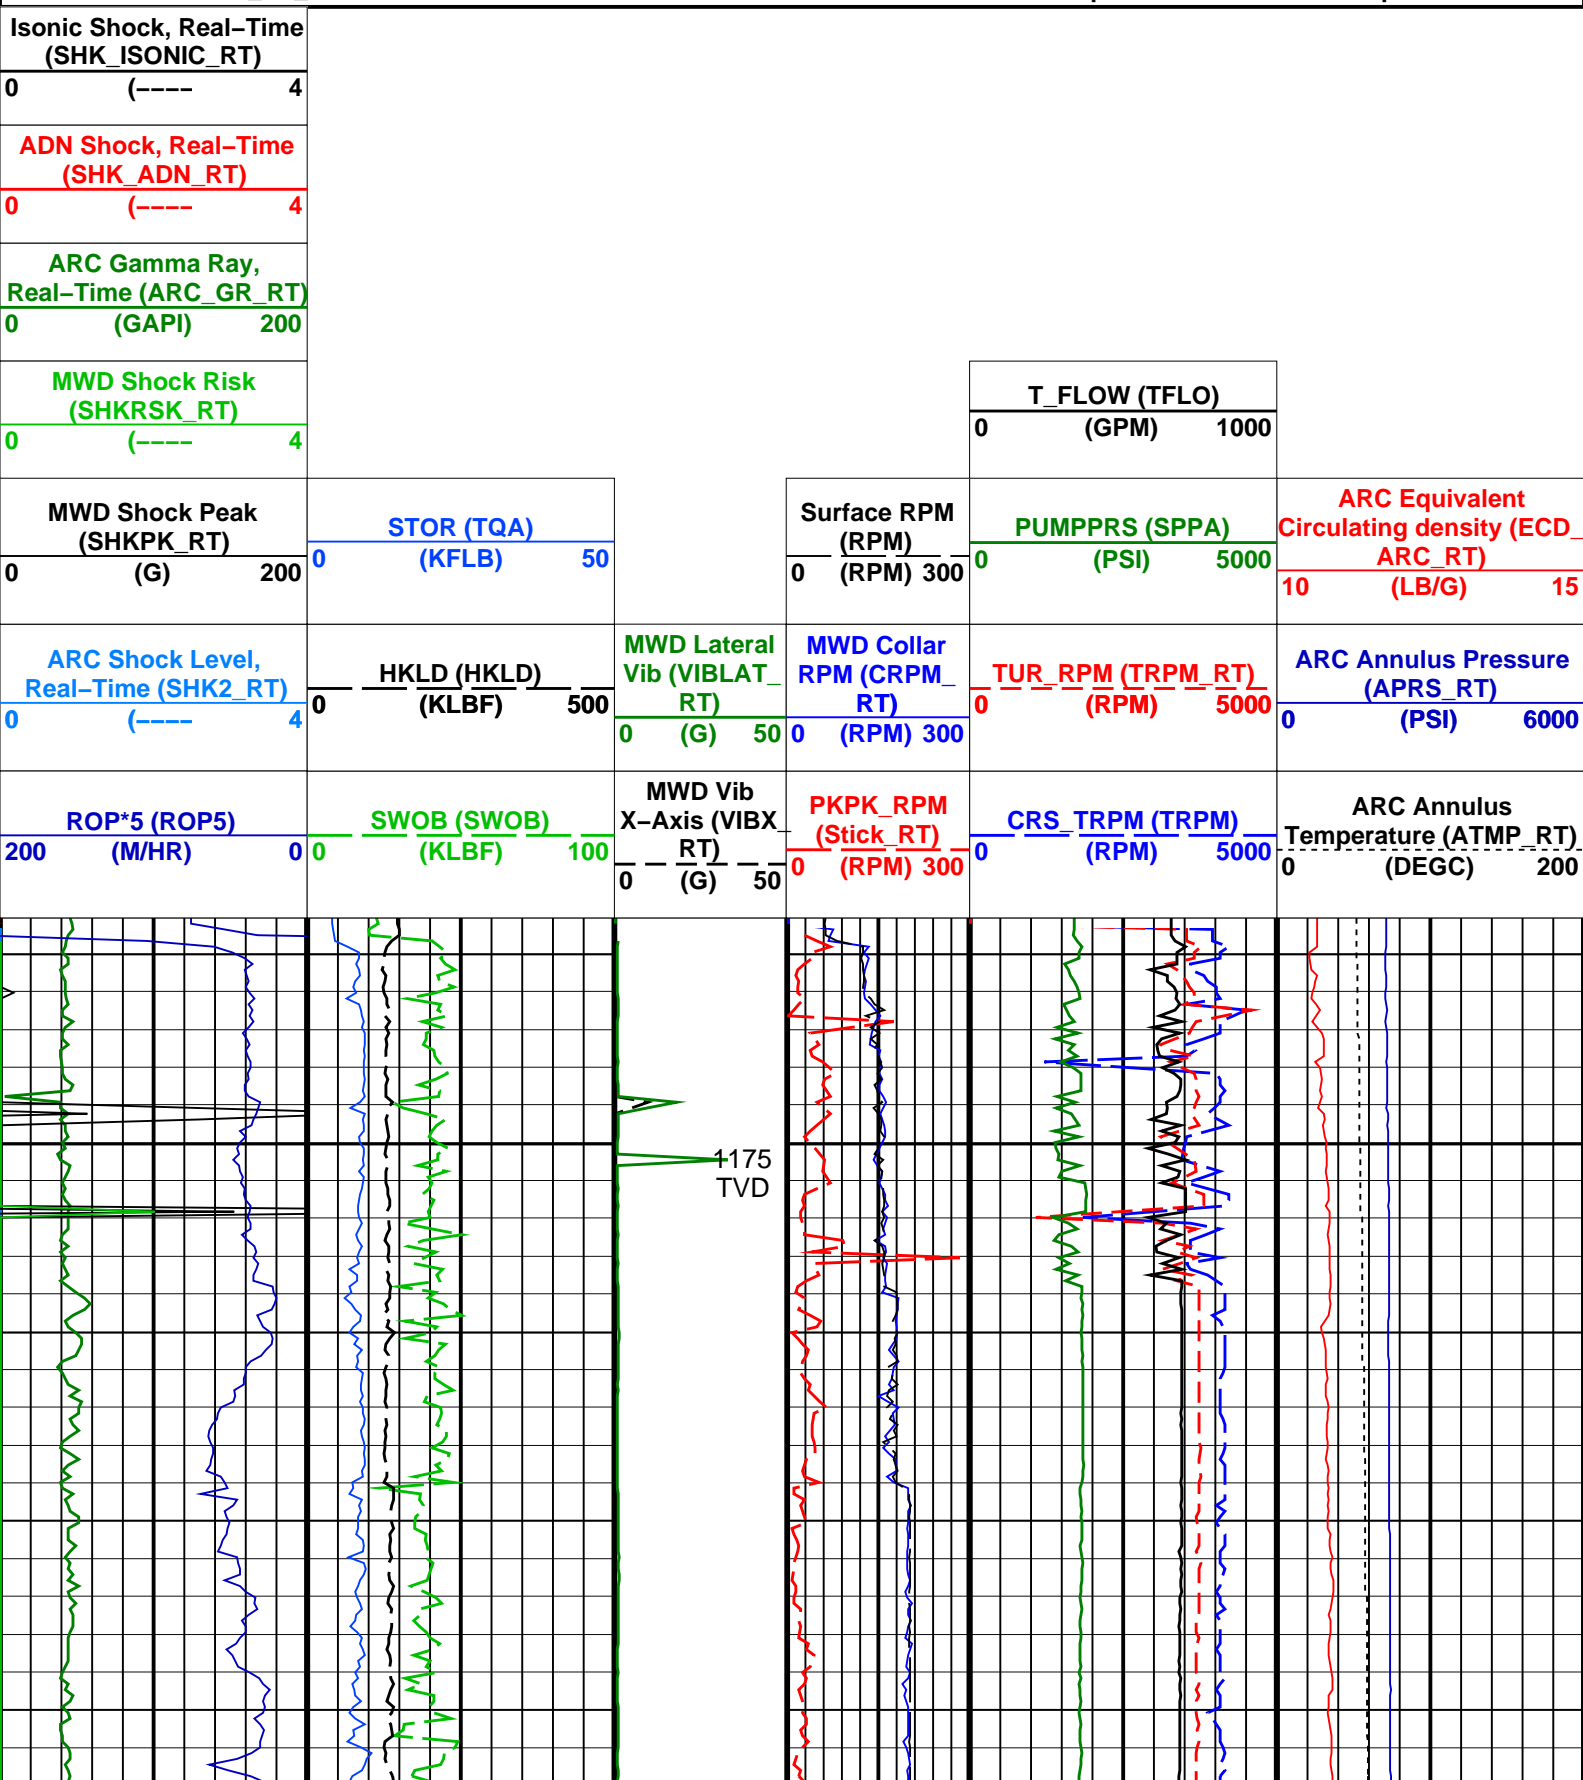 Isonic Shock, Real–Time
(SHK_ISONIC_RT)
0 (–––– 4
ADN Shock, Real–Time
(SHK_ADN_RT)
0 (–––– 4
ARC Gamma Ray,
Real–Time (ARC_GR_RT)
0 (GAPI) 200
MWD Shock Risk
(SHKRSK_RT)
0 (–––– 4
T_FLOW (TFLO)
0 (GPM) 1000
MWD Shock Peak
(SHKPK_RT)
0 (G) 200
STOR (TQA)
0 (KFLB) 50
Surface RPM
(RPM)
0 (RPM) 300
PUMPPRS (SPPA)
0 (PSI) 5000
ARC Equivalent
Circulating density (ECD_
ARC_RT)
10 (LB/G) 15
ARC Shock Level,
Real–Time (SHK2_RT)
0 (–––– 4
HKLD (HKLD)
0 (KLBF) 500
MWD Lateral
Vib (VIBLAT_
RT)
0 (G) 50
MWD Collar
RPM (CRPM_
RT)
0 (RPM) 300
TUR_RPM (TRPM_RT)
0 (RPM) 5000
ARC Annulus Pressure
(APRS_RT)
0 (PSI) 6000
ROP*5 (ROP5)
200 (M/HR) 0
SWOB (SWOB)
0 (KLBF) 100
MWD Vib
X–Axis (VIBX_
RT)
0 (G) 50
PKPK_RPM
(Stick_RT)
0 (RPM) 300
CRS_TRPM (TRPM)
0 (RPM) 5000
ARC Annulus
Temperature (ATMP_RT)
0 (DEGC) 200
1175
TVD